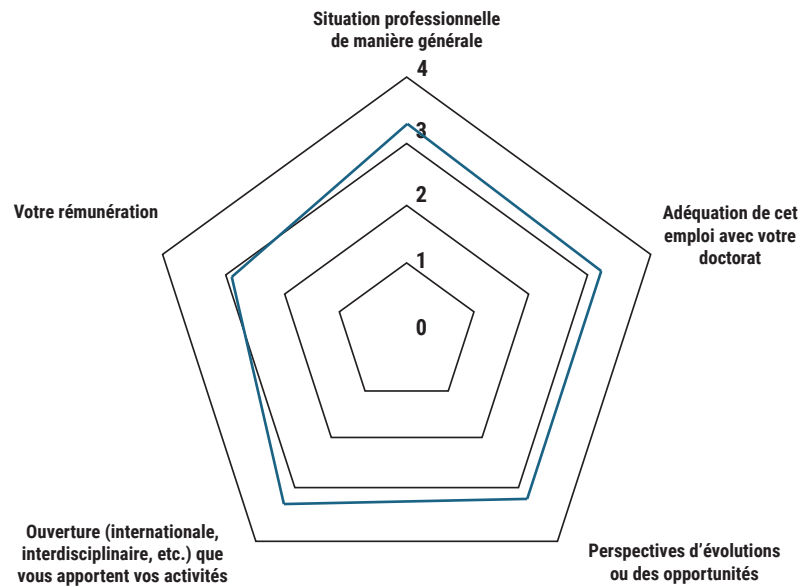 Situation professionnelle
de manière générale
4
3
2
1
0
Votre rémunération
Adéquation de cet
emploi avec votre
doctorat
Ouverture (internationale,
interdisciplinaire, etc.) que
vous apportent vos activités
Perspectives d’évolutions
ou des opportunités